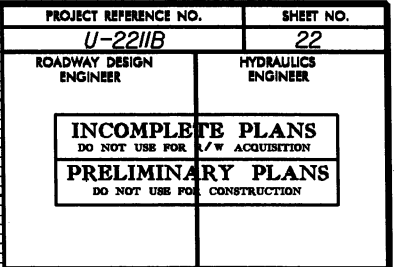 PROJECT REFERENCE NO. SHEET NO.
U-2211B 22
ROADWAY DESIGN ENGINEER
HYDRAULICS ENGINEER
INCOMPLETE PLANS
DO NOT USE FOR R/W ACQUISITION
PRELIMINARY PLANS
DO NOT USE FOR CONSTRUCTION